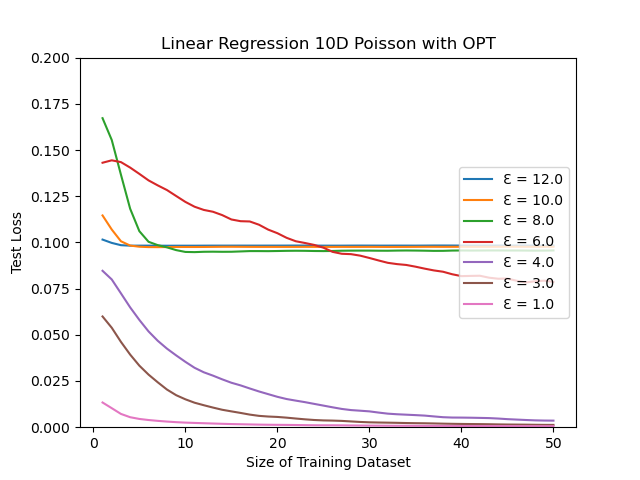 Linear Regression 10D Poisson with OPT
Test Loss
0.200
0.175
0.150
0.125
0.100
0.075
0.050
0.025
0.000
ℇ = 12.0
ℇ = 10.0
ℇ = 8.0
ℇ = 6.0
ℇ = 4.0
ℇ = 3.0
ℇ = 1.0
0 10 20 30 40 50
Size of Training Dataset